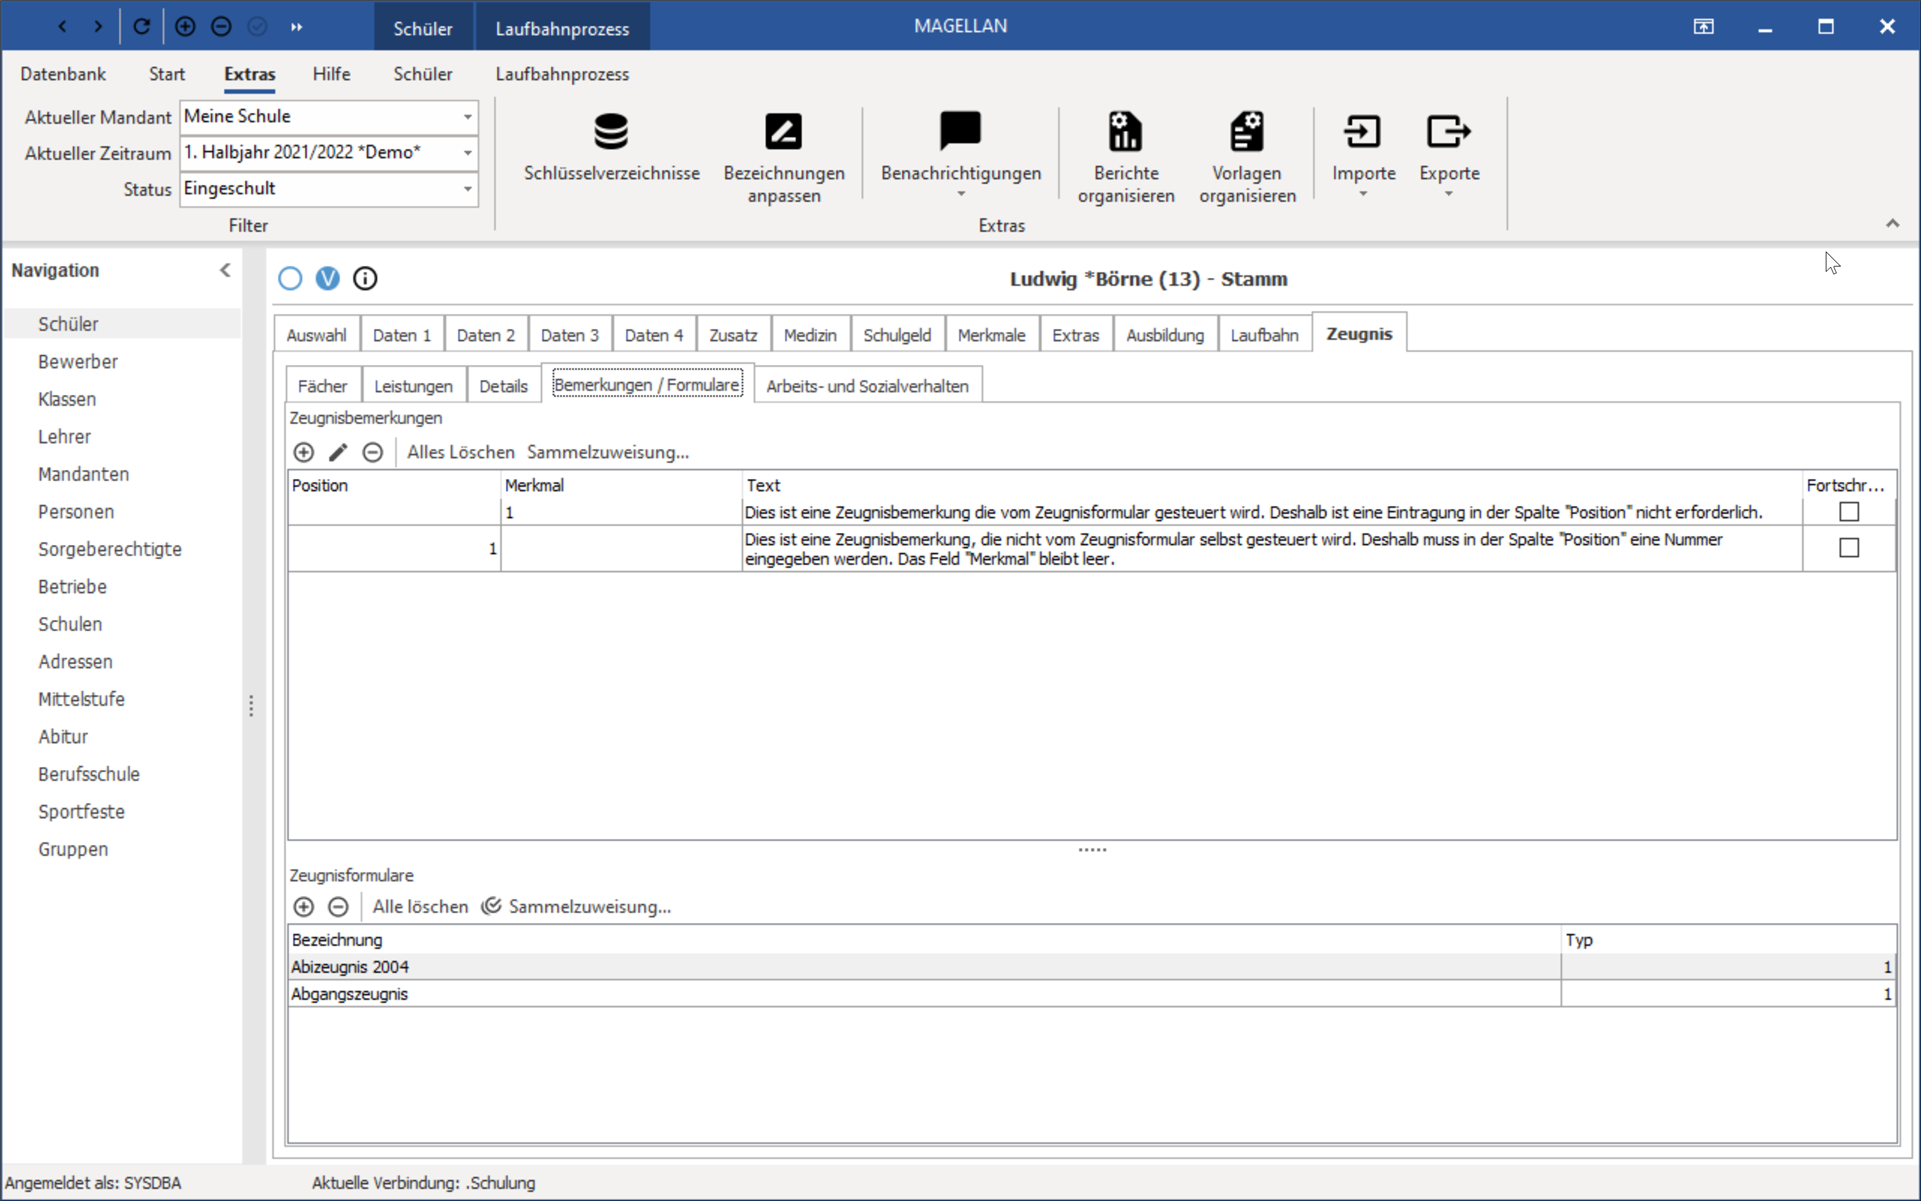 Schüler
Laufbahnprozess
MAGELLAN
Datenbank
Start
Extras
Hilfe
Schüler
Laufbahnprozess
Aktueller Mandant
Meine Schule
Aktueller Zeitraum
1. Halbjahr 2021/2022 *Demo*
Status
Eingeschult
Filter
Schlüsselverzeichnisse
Bezeichnungen
anpassen
Benachrichtigungen
Berichte
organisieren
Vorlagen
organisieren
Importe
Exporte
Extras
Navigation
Schüler
Bewerber
Klassen
Lehrer
Mandanten
Personen
Sorgeberechtigte
Betriebe
Schulen
Adressen
Mittelstufe
Abitur
Berufsschule
Sportfeste
Gruppen
V
Ludwig *Börne (13) - Stamm
Auswahl
Daten 1
Daten 2
Daten 3
Daten 4
Zusatz
Medizin
Schulgeld
Merkmale
Extras
Ausbildung
Laufbahn
Zeugnis
Fächer
Leistungen
Details
Bemerkungen / Formulare
Arbeits- und Sozialverhalten
Zeugnisbemerkungen
Alles Löschen
Sammelzuweisung...
Position
Merkmal
Text
Fortschr...
1
Dies ist eine Zeugnisbemerkung die vom Zeugnisformular gesteuert wird. Deshalb ist eine Eintragung in der Spalte "Position" nicht erforderlich.
1
Dies ist eine Zeugnisbemerkung, die nicht vom Zeugnisformular selbst gesteuert wird. Deshalb muss in der Spalte "Position" eine Nummer
eingegeben werden. Das Feld "Merkmal" bleibt leer.
Zeugnisformulare
Alle löschen
Sammelzuweisung...
Bezeichnung
Typ
Abizeugnis 2004
1
Abgangszeugnis
1
Angemeldet als: SYSDBA
Aktuelle Verbindung: .Schulung